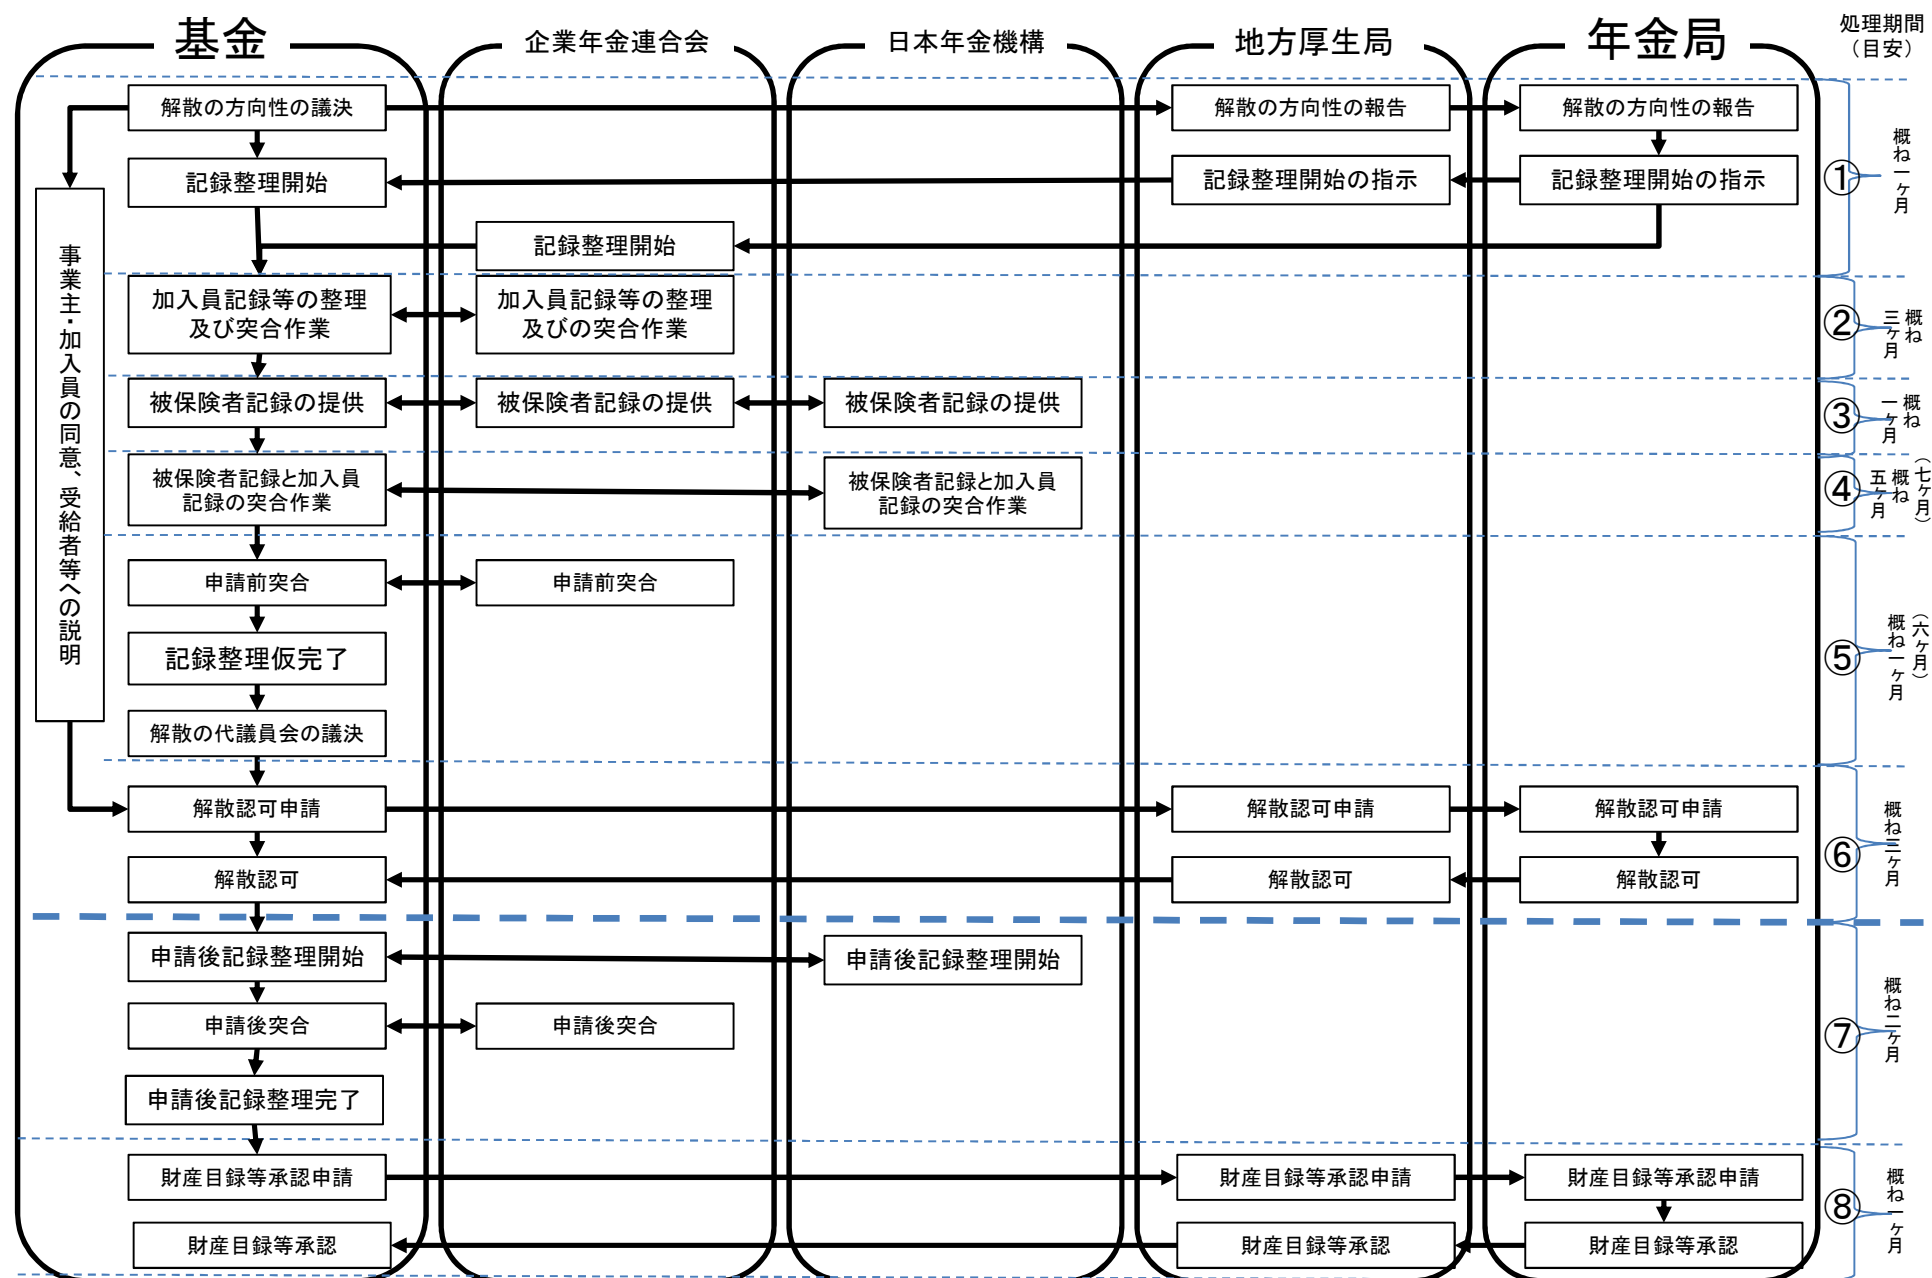 基金
企業年金連合会
日本年金機構
地方厚生局
年金局
処理期間
（目安）
解散の方向性の議決
解散の方向性の報告
解散の方向性の報告
記録整理開始
記録整理開始の指示
記録整理開始の指示
記録整理開始
①
概ね一ヶ月
事業主・加入員の同意、受給者等への説明
加入員記録等の整理
及び突合作業
加入員記録等の整理
及びの突合作業
②
概ね
三ヶ月
被保険者記録の提供
被保険者記録の提供
被保険者記録の提供
③
概ね
一ヶ月
被保険者記録と加入員
記録の突合作業
被保険者記録と加入員
記録の突合作業
④
（七ヶ月）
概ね
五ヶ月
申請前突合
申請前突合
記録整理仮完了
解散の代議員会の議決
⑤
（六ヶ月）
概ね一ヶ月
解散認可申請
解散認可申請
解散認可申請
解散認可
解散認可
解散認可
⑥
概ね三ヶ月
申請後記録整理開始
申請後記録整理開始
申請後突合
申請後突合
申請後記録整理完了
⑦
概ね二ヶ月
財産目録等承認申請
財産目録等承認申請
財産目録等承認申請
財産目録等承認
財産目録等承認
財産目録等承認
⑧
概ね一ヶ月